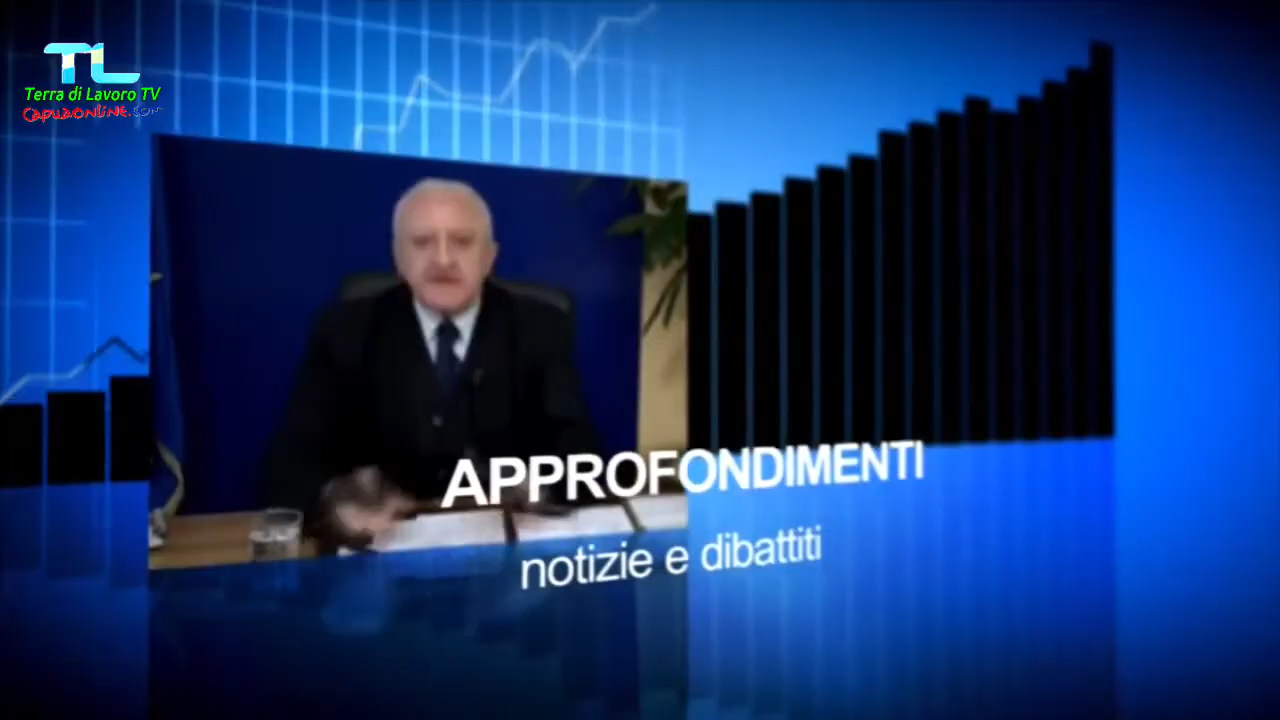 TL
Terra di Lavoro TV
Capuaonline.com
APPROFONDIMENTI
notizie e dibattiti